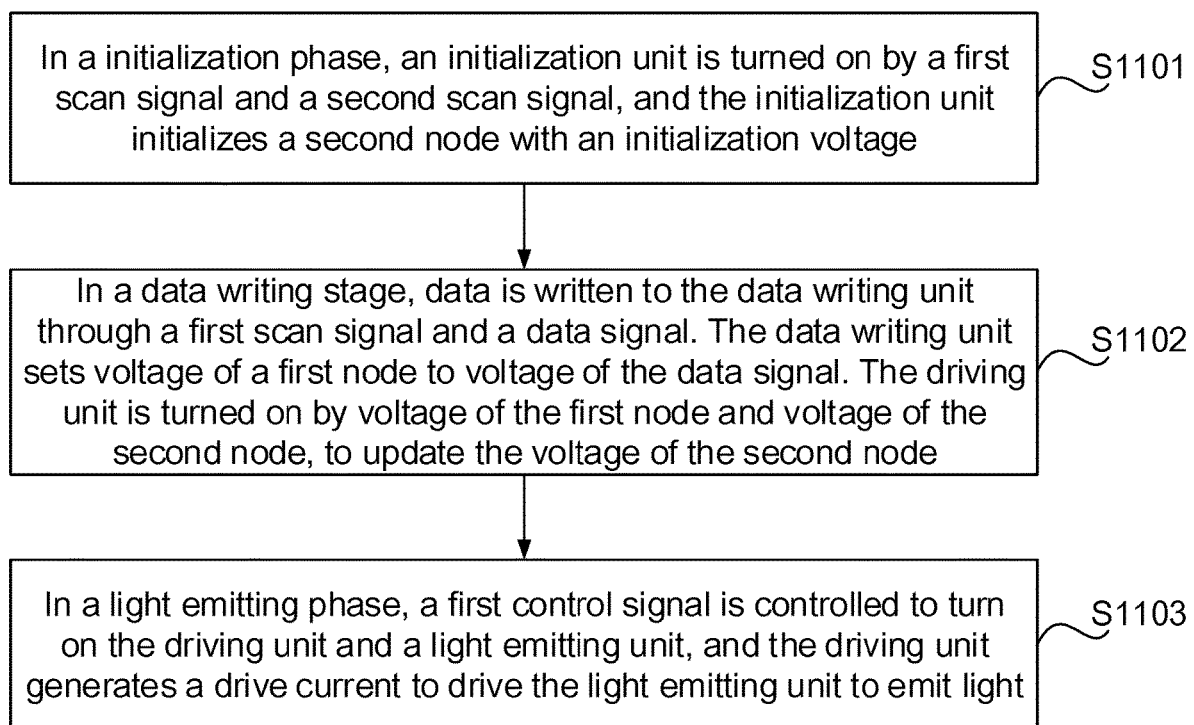 In a initialization phase, an initialization unit is turned on by a first
scan signal and a second scan signal, and the initialization unit
initializes a second node with an initialization voltage
S1101
In a data writing stage, data is written to the data writing unit
through a first scan signal and a data signal. The data writing unit
sets voltage of a first node to voltage of the data signal. The driving
unit is turned on by voltage of the first node and voltage of the
second node, to update the voltage of the second node
S1102
In a light emitting phase, a first control signal is controlled to turn
on the driving unit and a light emitting unit, and the driving unit
generates a drive current to drive the light emitting unit to emit light
S1103